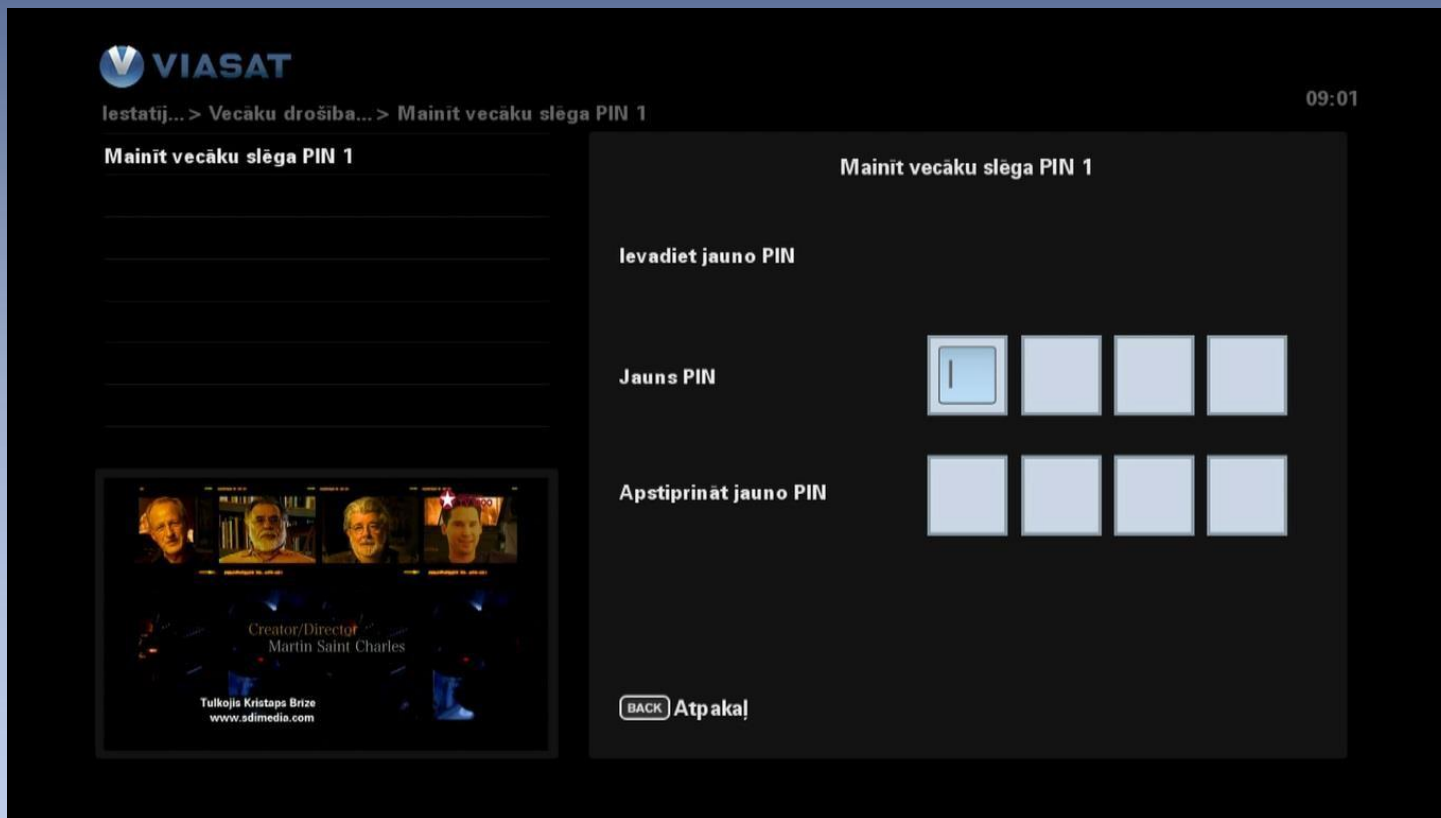 VIASAT
09:01
Iestatīj... > Vecāku drošība... > Mainīt vecāku slēga PIN 1
Mainīt vecāku slēga PIN 1
Mainīt vecāku slēga PIN 1
Ievadiet jauno PIN
Jauns PIN
Apstiprināt jauno PIN
BACK Atpakaļ
Creator/Director
Martin Saint Charles
Tulkojis Kristaps Brize
www.sdimedia.com